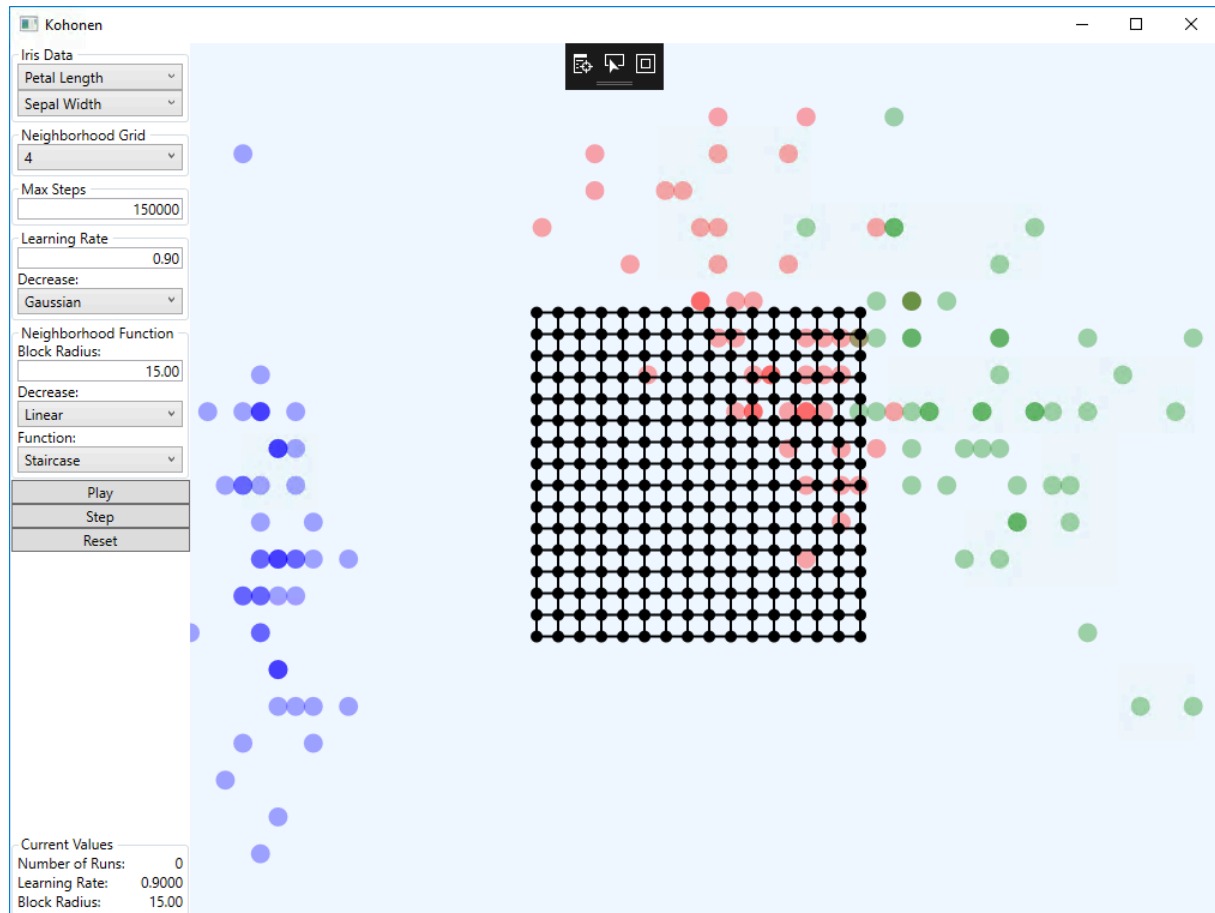 Kohonen
Iris Data
Petal Length
Sepal Width
Neighborhood Grid
4
Max Steps
150000
Learning Rate
0.90
Decrease:
Gaussian
Neighborhood Function
Block Radius:
15.00
Decrease:
Linear
Function:
Staircase
Play
Step
Reset
Current Values
Number of Runs: 0
Learning Rate: 0.9000
Block Radius: 15.00